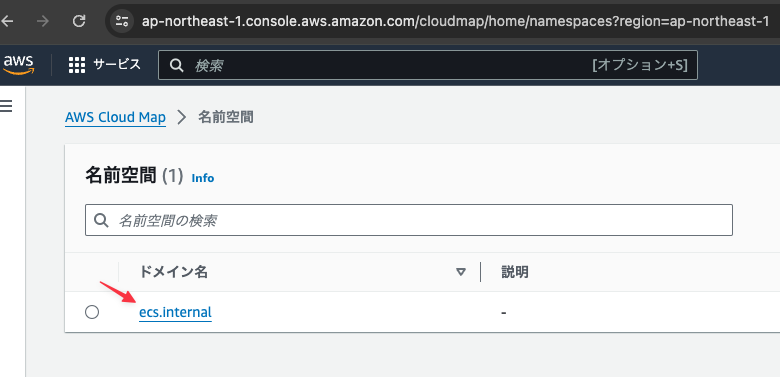 ap-northeast-1.console.aws.amazon.com/cloudmap/home/namespaces?region=ap-northeast-1
aws サービス 検索 [オプション+S]
AWS Cloud Map 名前空間
名前空間 (1) Info
名前空間の検索
ドメイン名 説明
ecs.internal -